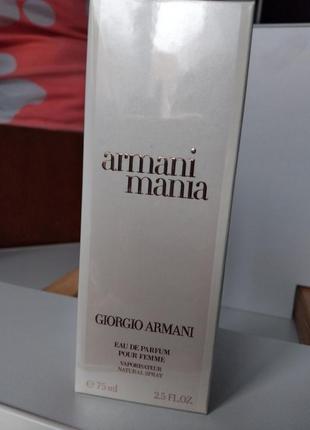 armani
mania
GIORGIO ARMANI
EAU DE PARFUM
POUR FEMME
VAPORISATEUR
NATURAL SPRAY
℮ 75 ml 2.5 FL.OZ